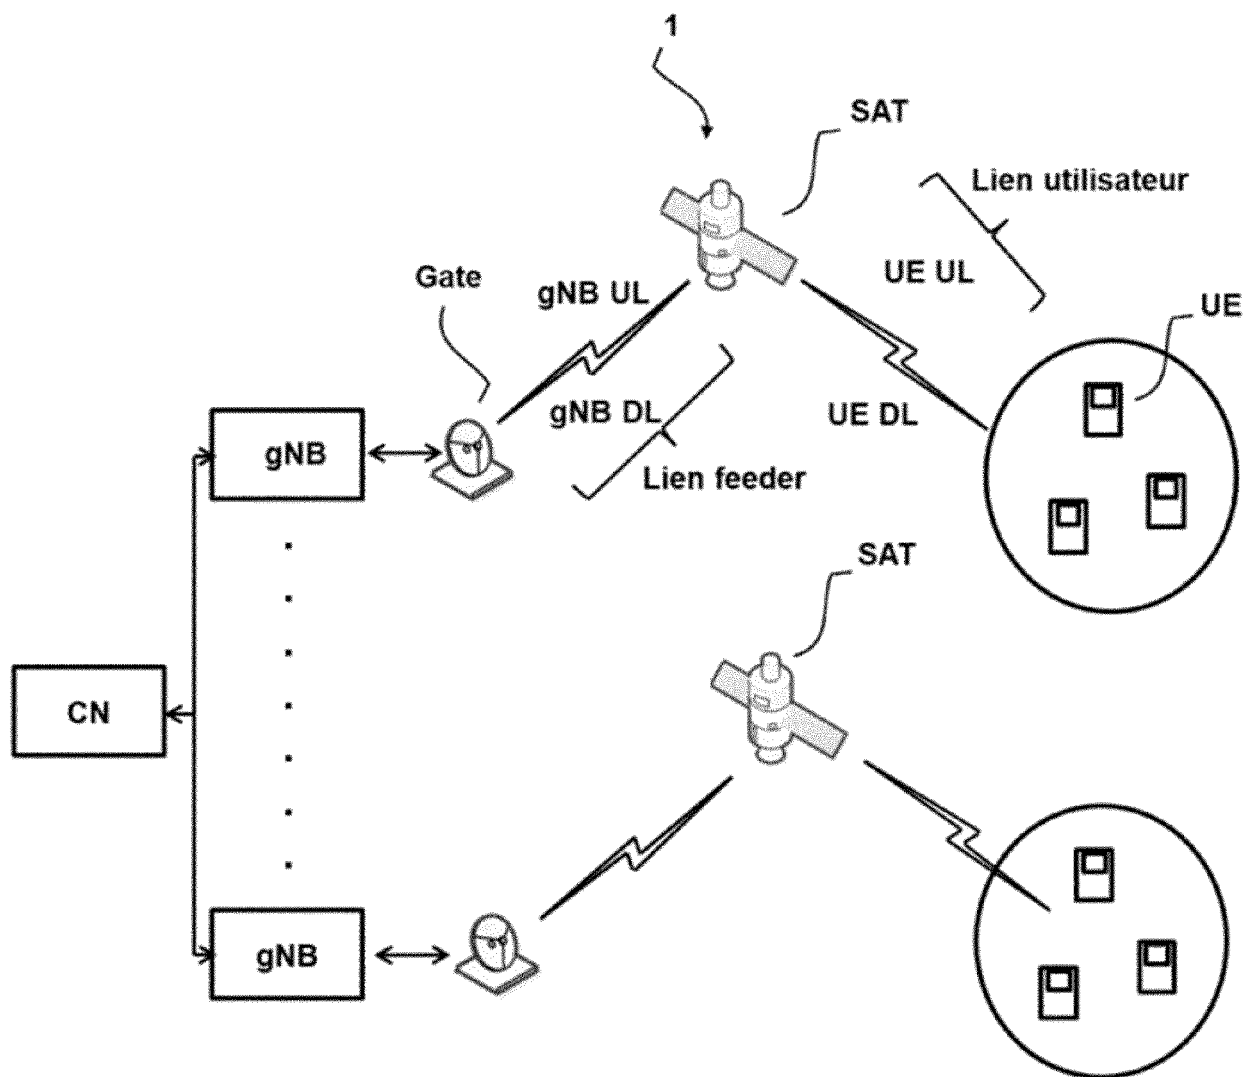 1
SAT
Lien utilisateur
Gate
gNB UL
UE UL
UE
gNB DL
UE DL
gNB
Lien feeder
SAT
CN
gNB